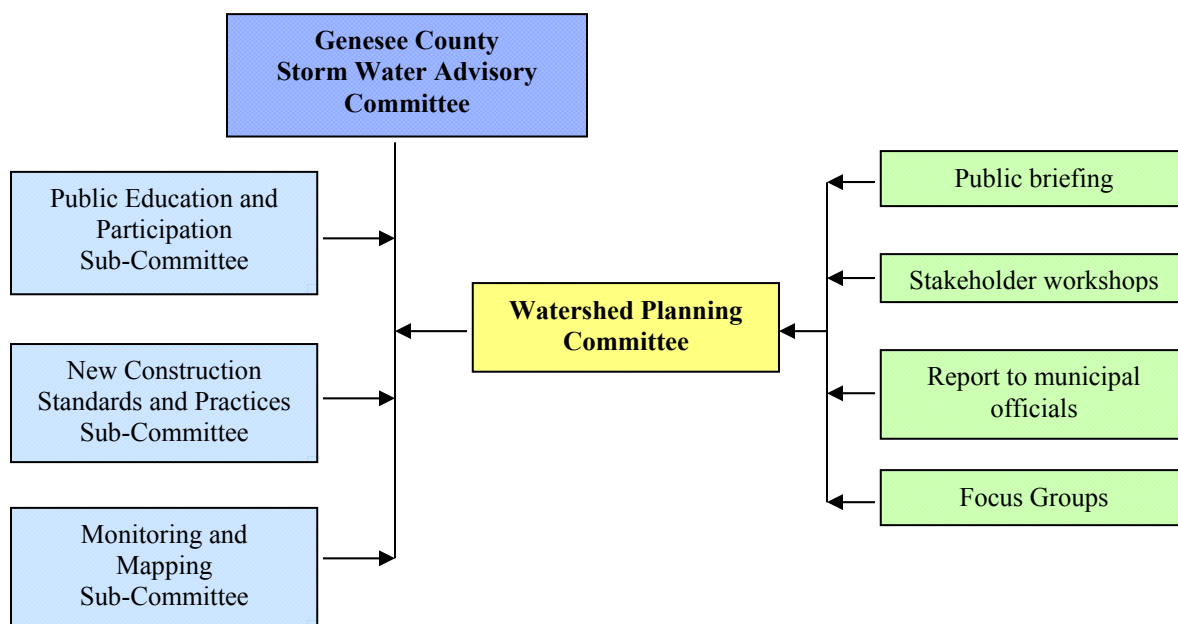 Genesee County
Storm Water Advisory
Committee
Public Education and
Participation
Sub-Committee
New Construction
Standards and Practices
Sub-Committee
Monitoring and
Mapping
Sub-Committee
Watershed Planning
Committee
Public briefing
Stakeholder workshops
Report to municipal
officials
Focus Groups